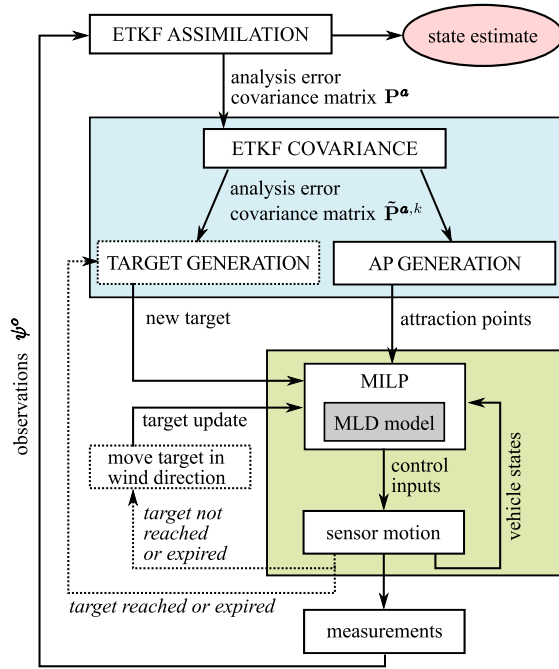 ETKF ASSIMILATION
state estimate
analysis error
covariance matrix Pᵃ
ETKF COVARIANCE
analysis error
covariance matrix P̃ᵃ,ᵏ
TARGET GENERATION
AP GENERATION
new target
attraction points
MILP
MLD model
target update
move target in
wind direction
control
inputs
vehicle states
observations ψᵒ
target not
reached
or expired
sensor motion
target reached or expired
measurements